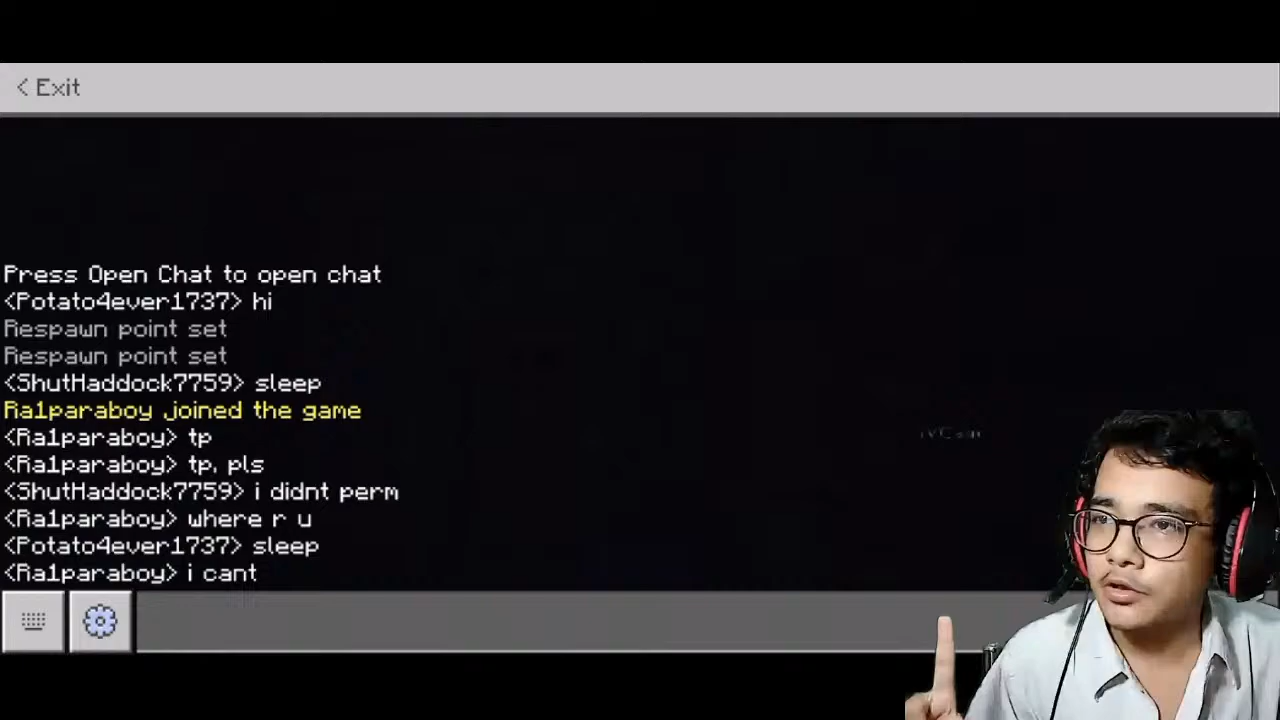 < Exit
Press Open Chat to open chat
<Potato4ever1737> hi
Respawn point set
Respawn point set
<ShutHaddock7759> sleep
Ra1paraboy joined the game
<Ra1paraboy> tp
<Ra1paraboy> tp, pls
<ShutHaddock7759> i didnt perm
<Ra1paraboy> where r u
<Potato4ever1737> sleep
<Ra1paraboy> i cant
iVCam